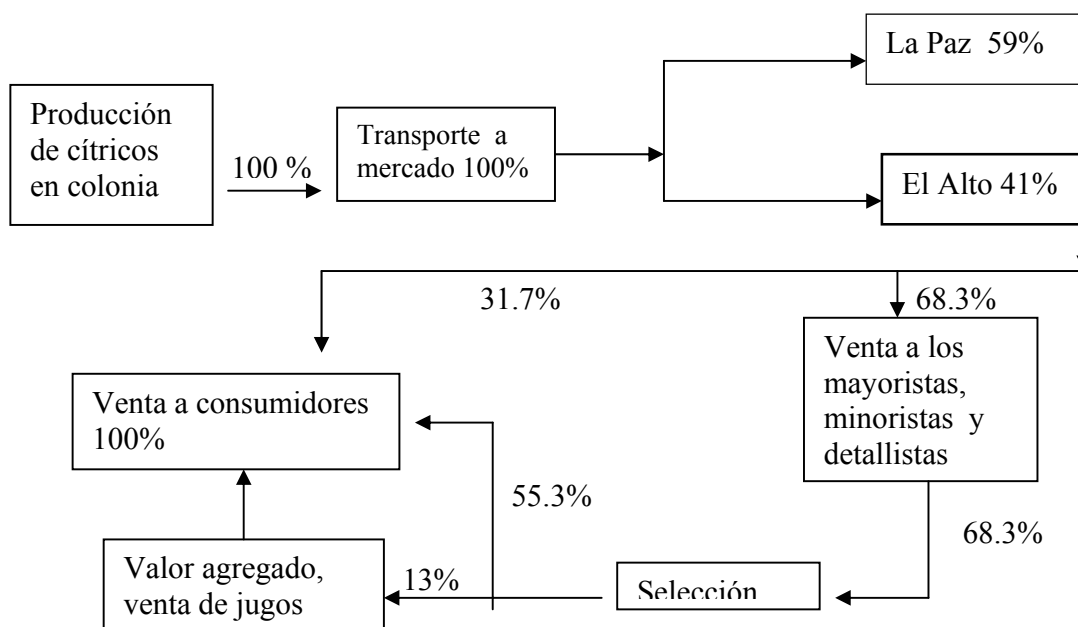 La Paz 59%
Producción
de cítricos
en colonia
100 %
Transporte a
mercado 100%
El Alto 41%
31.7%
68.3%
Venta a los
mayoristas,
minoristas y
detallistas
Venta a consumidores
100%
55.3%
68.3%
Valor agregado,
venta de jugos
13%
Selección